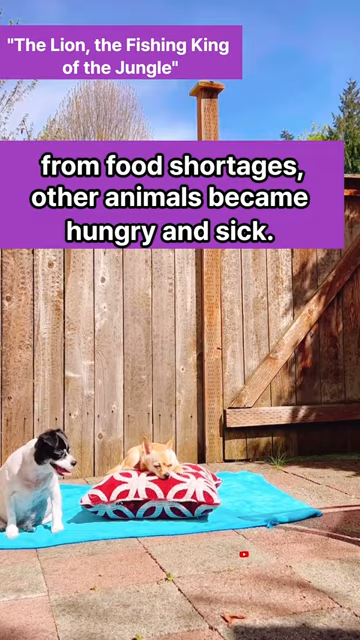 "The Lion, the Fishing King
of the Jungle"
from food shortages,
other animals became
hungry and sick.